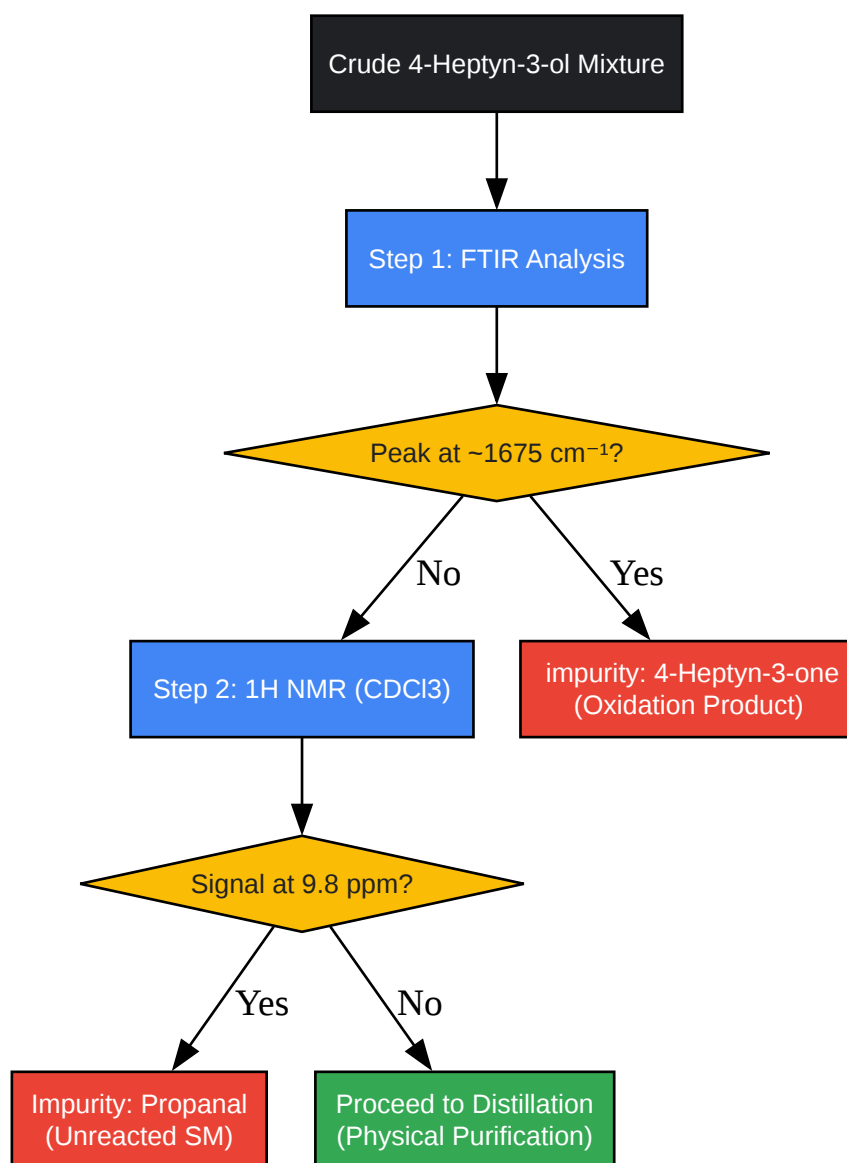 Crude 4-Heptyn-3-ol Mixture
Step 1: FTIR Analysis
Peak at ~1675 cm⁻¹?
No
Yes
Step 2: 1H NMR (CDCl3)
impurity: 4-Heptyn-3-one
(Oxidation Product)
Signal at 9.8 ppm?
Yes
No
Impurity: Propanal
(Unreacted SM)
Proceed to Distillation
(Physical Purification)